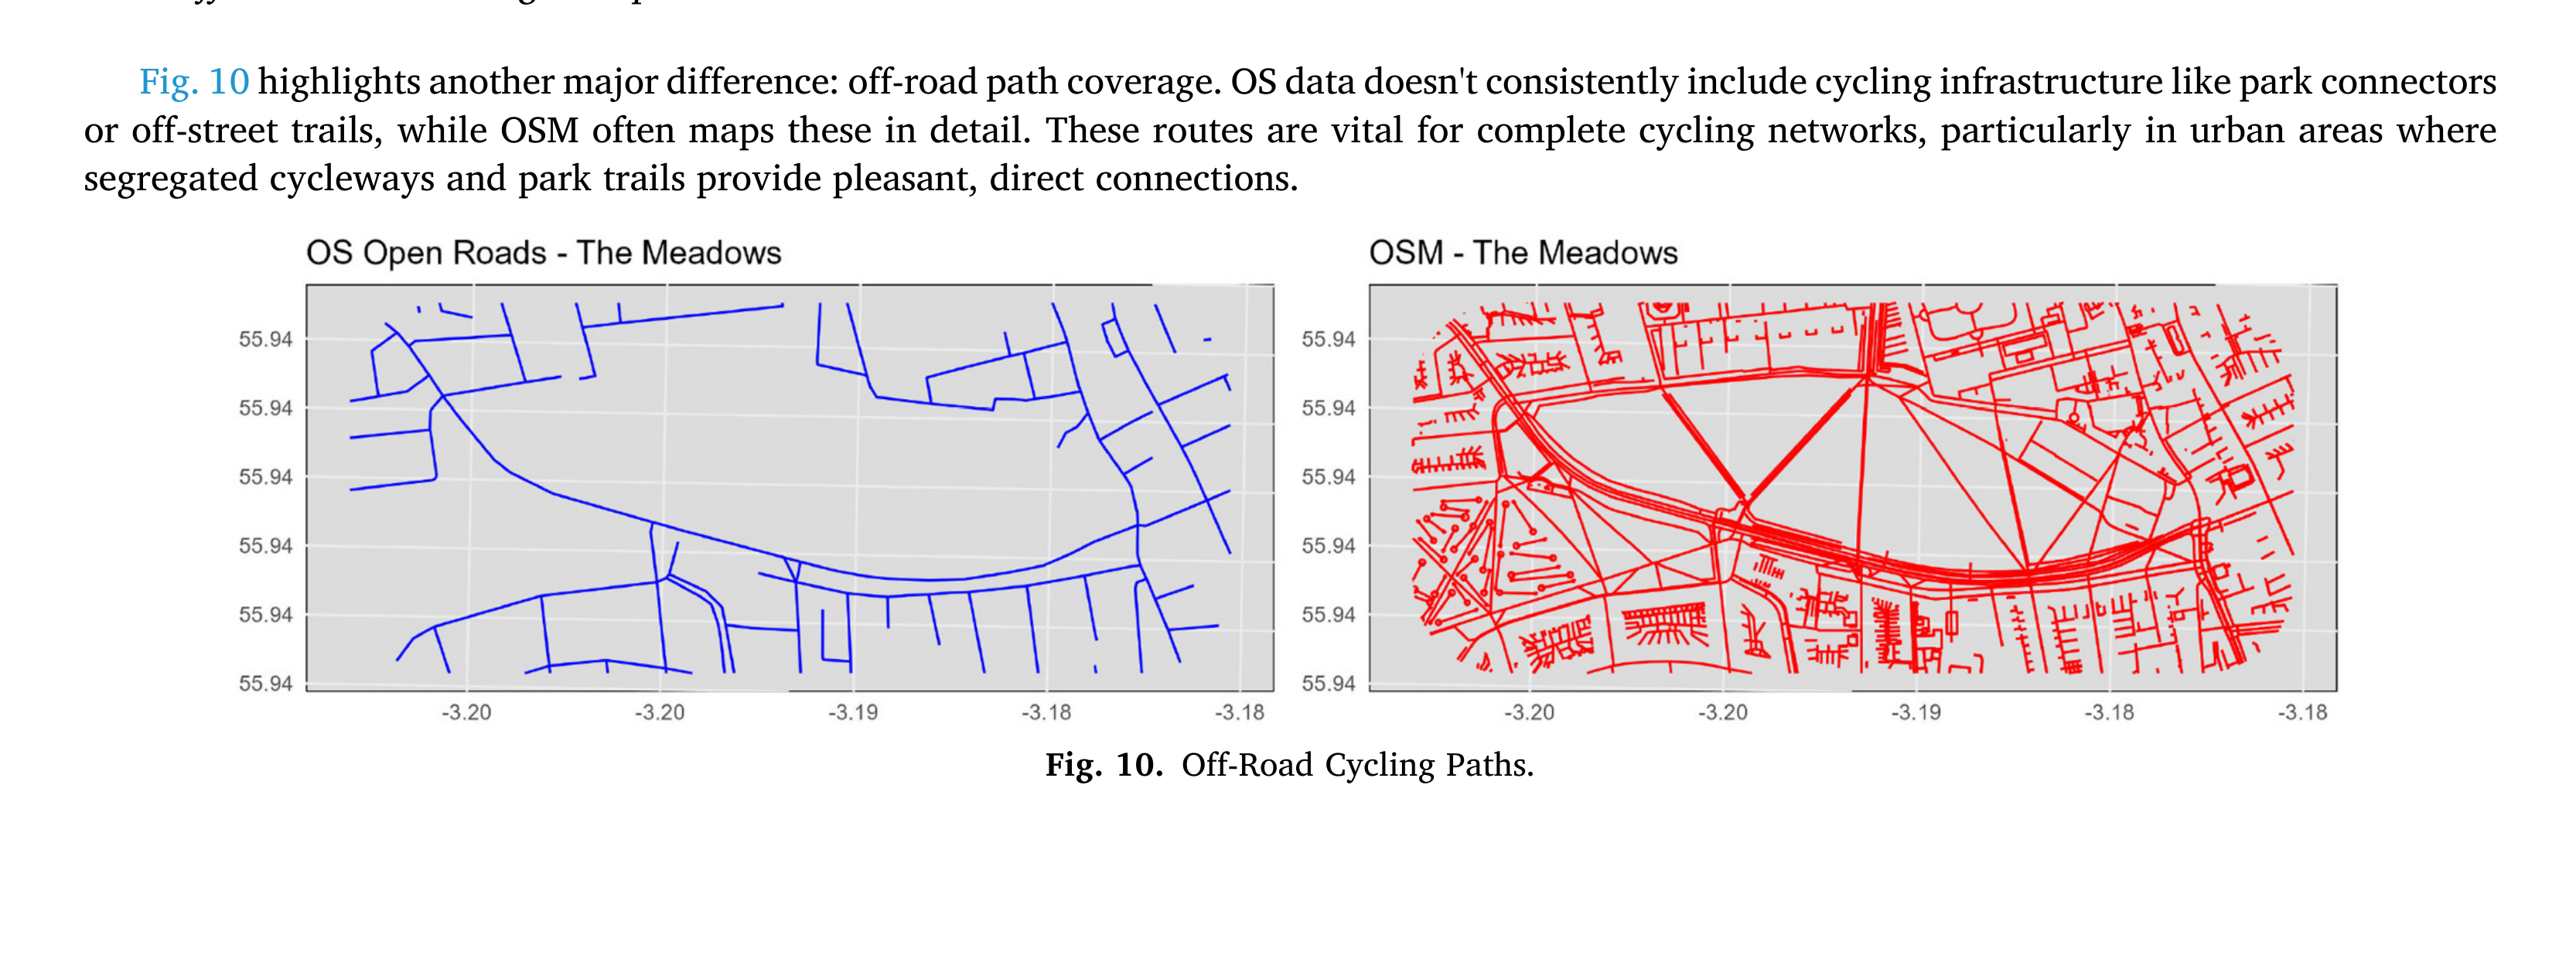 Fig. 10 highlights another major difference: off-road path coverage. OS data doesn't consistently include cycling infrastructure like park connectors
or off-street trails, while OSM often maps these in detail. These routes are vital for complete cycling networks, particularly in urban areas where
segregated cycleways and park trails provide pleasant, direct connections.
OS Open Roads - The Meadows
55.94
55.94
55.94
55.94
55.94
55.94
-3.20 -3.20 -3.19 -3.18 -3.18
OSM - The Meadows
55.94
55.94
55.94
55.94
55.94
55.94
-3.20 -3.20 -3.19 -3.18 -3.18
Fig. 10. Off-Road Cycling Paths.